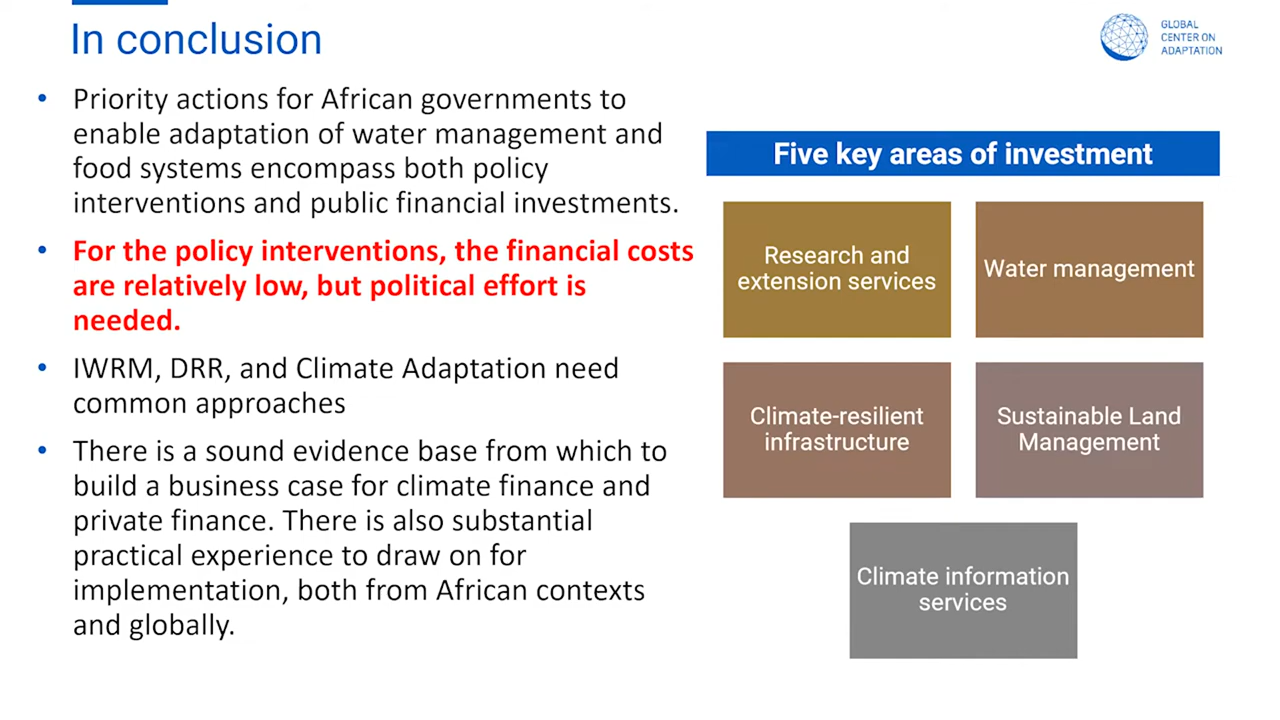 In conclusion
GLOBAL
CENTER ON
ADAPTATION
• Priority actions for African governments to
enable adaptation of water management and
food systems encompass both policy
interventions and public financial investments.
• For the policy interventions, the financial costs
are relatively low, but political effort is
needed.
• IWRM, DRR, and Climate Adaptation need
common approaches
• There is a sound evidence base from which to
build a business case for climate finance and
private finance. There is also substantial
practical experience to draw on for
implementation, both from African contexts
and globally.
Five key areas of investment
Research and
extension services
Water management
Climate-resilient
infrastructure
Sustainable Land
Management
Climate information
services